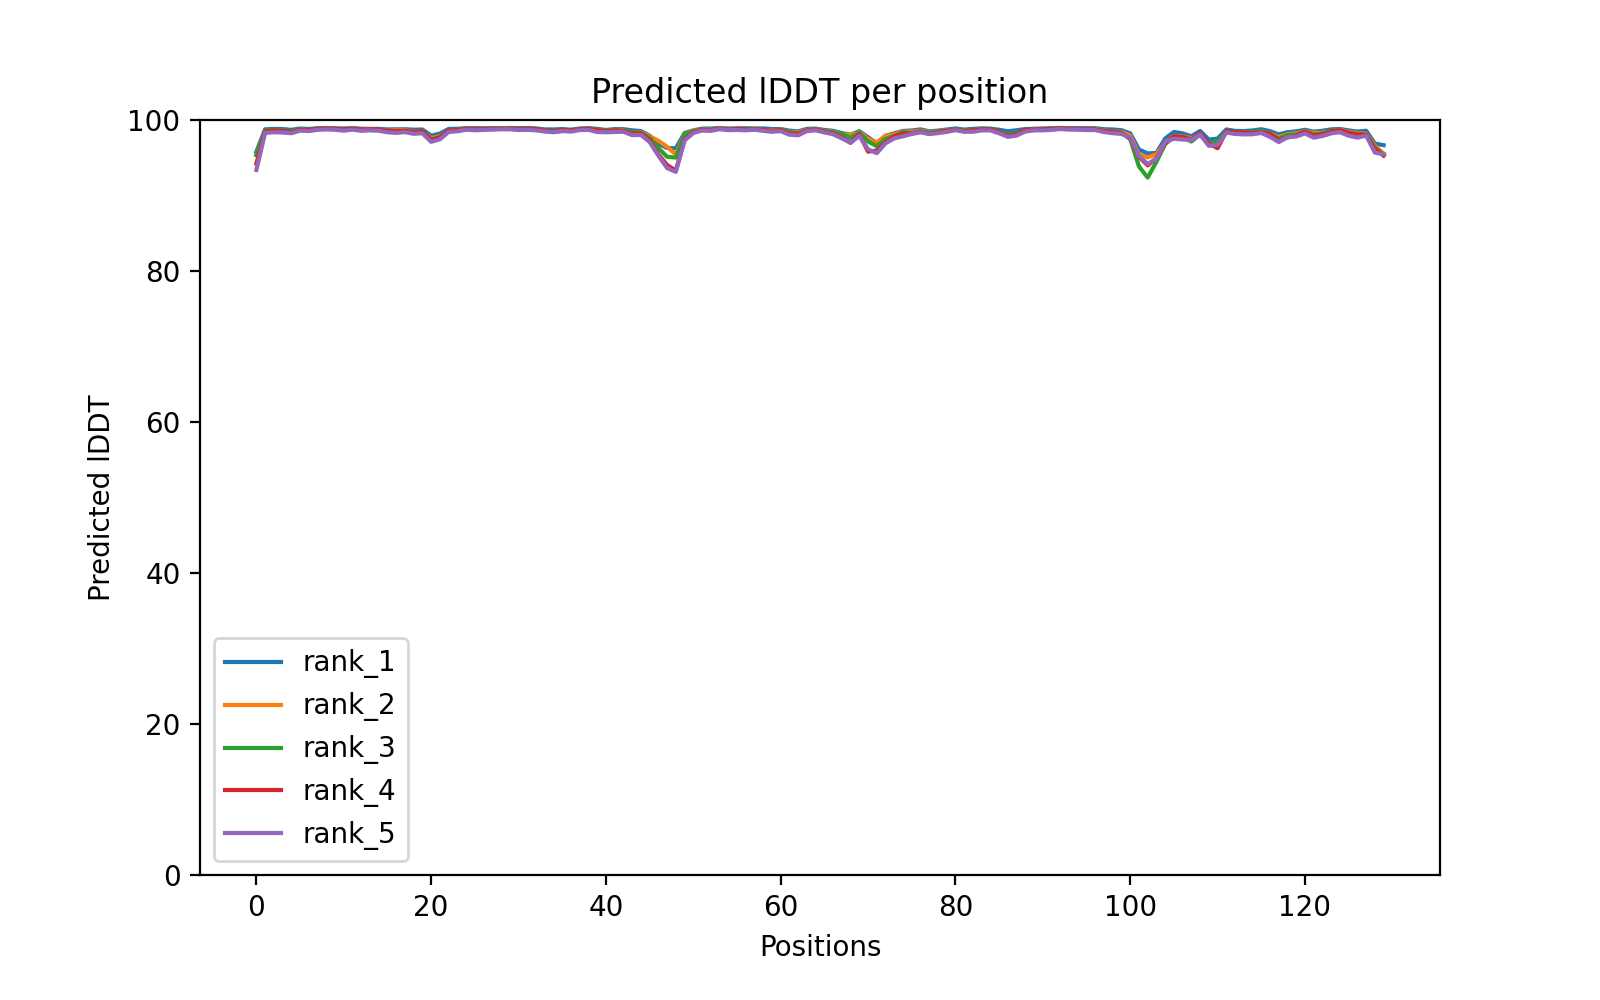 Predicted lDDT per position
100
80
60
40
20
0
Predicted lDDT
rank_1
rank_2
rank_3
rank_4
rank_5
0 20 40 60 80 100 120
Positions